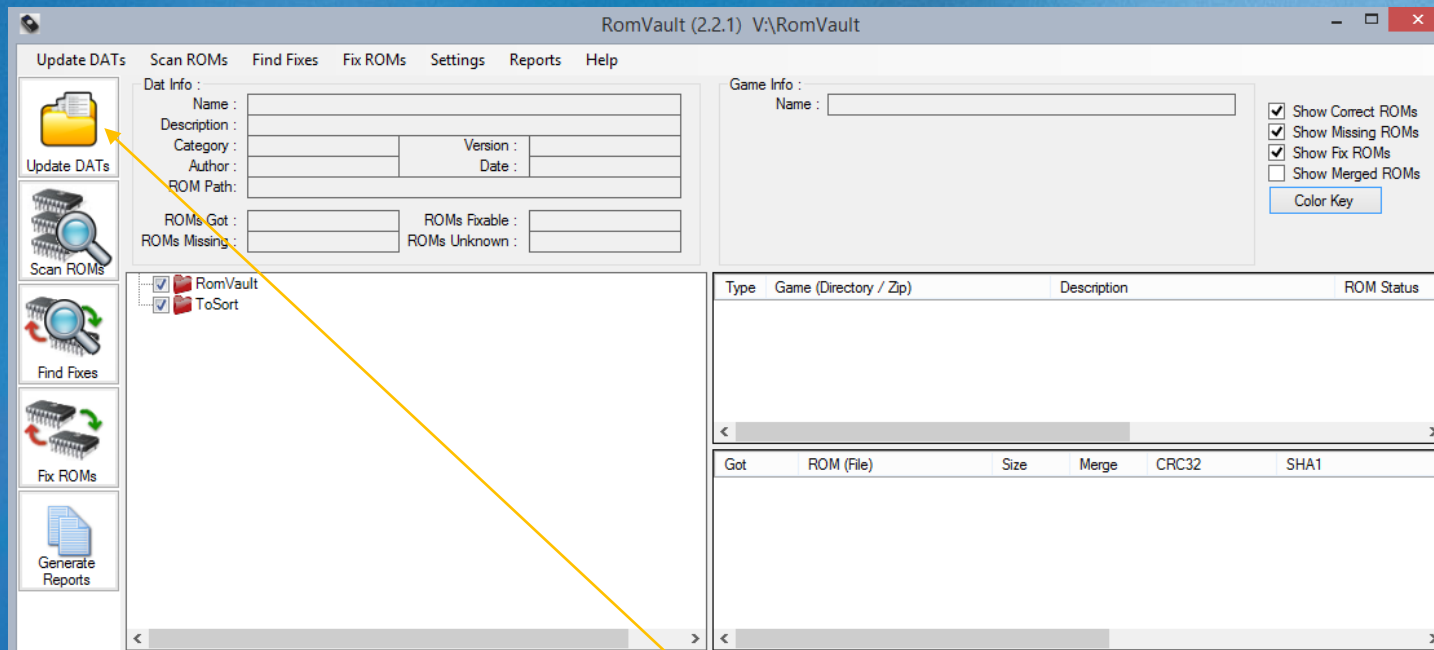 RomVault (2.2.1) V:\RomVault
Update DATs Scan ROMs Find Fixes Fix ROMs Settings Reports Help
Update DATs
Scan ROMs
Find Fixes
Fix ROMs
Generate
Reports
Dat Info :
Name :
Description :
Category : Version :
Author : Date :
ROM Path:
ROMs Got : ROMs Fixable :
ROMs Missing : ROMs Unknown :
Game Info :
Name :
Show Correct ROMs
Show Missing ROMs
Show Fix ROMs
Show Merged ROMs
Color Key
RomVault
ToSort
Type Game (Directory / Zip) Description ROM Status
Got ROM (File) Size Merge CRC32 SHA1